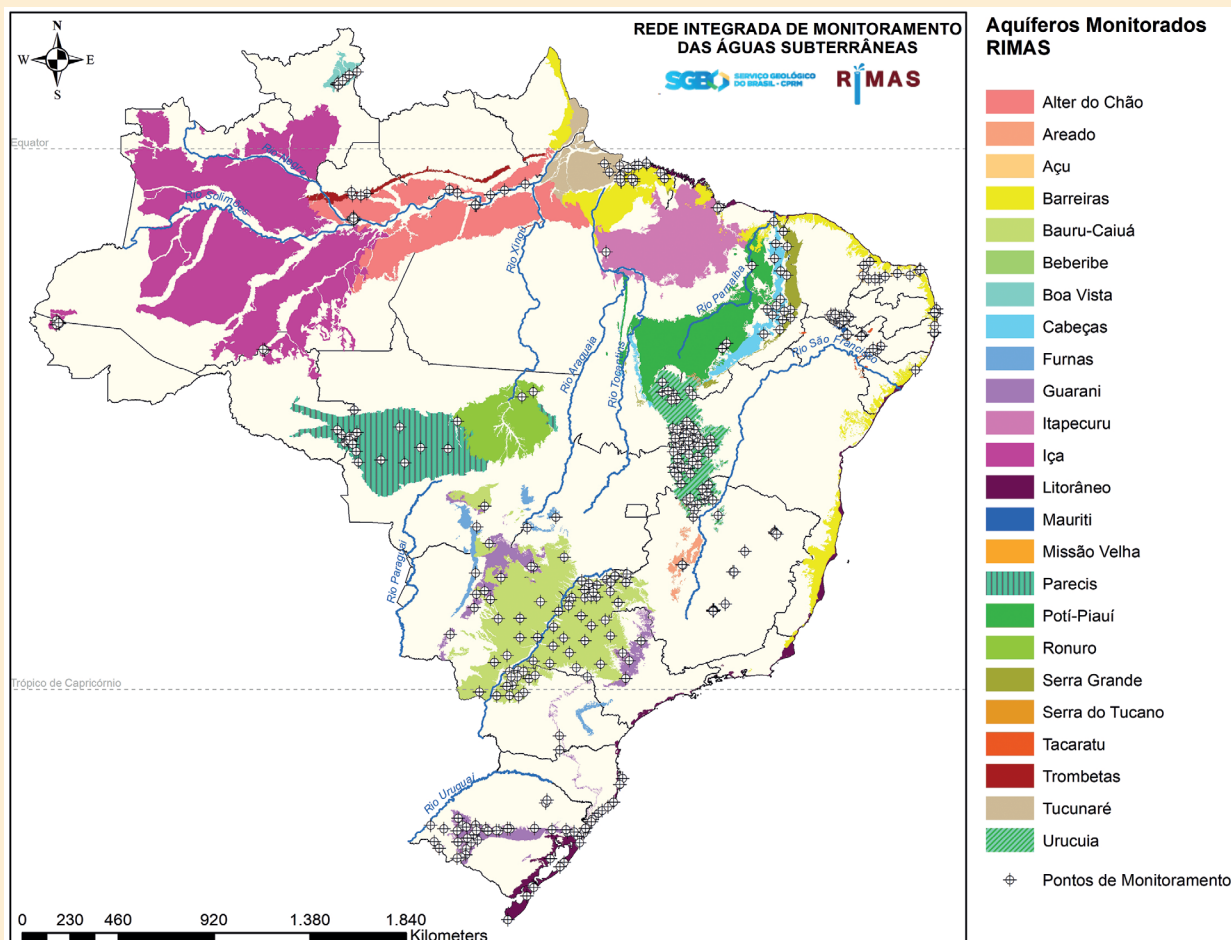 REDE INTEGRADA DE MONITORAMENTO
DAS ÁGUAS SUBTERRÂNEAS
SGB
SERVIÇO GEOLÓGICO
DO BRASIL - CPRM
RIMAS
N
W
E
S
Equador
Trópico de Capricórnio
Rio Negro
Rio Solimões
Rio Xingu
Rio Araguaia
Rio Tocantins
Rio Parnaíba
Rio São Francisco
Rio Paraguai
Rio Uruguai
0 230 460 920 1.380 1.840
Kilometers
Aquíferos Monitorados
RIMAS
Alter do Chão
Areado
Açu
Barreiras
Bauru-Caiuá
Beberibe
Boa Vista
Cabeças
Furnas
Guarani
Itapecuru
Iça
Litorâneo
Mauriti
Missão Velha
Parecis
Potí-Piauí
Ronuro
Serra Grande
Serra do Tucano
Tacaratu
Trombetas
Tucunaré
Urucuia
Pontos de Monitoramento